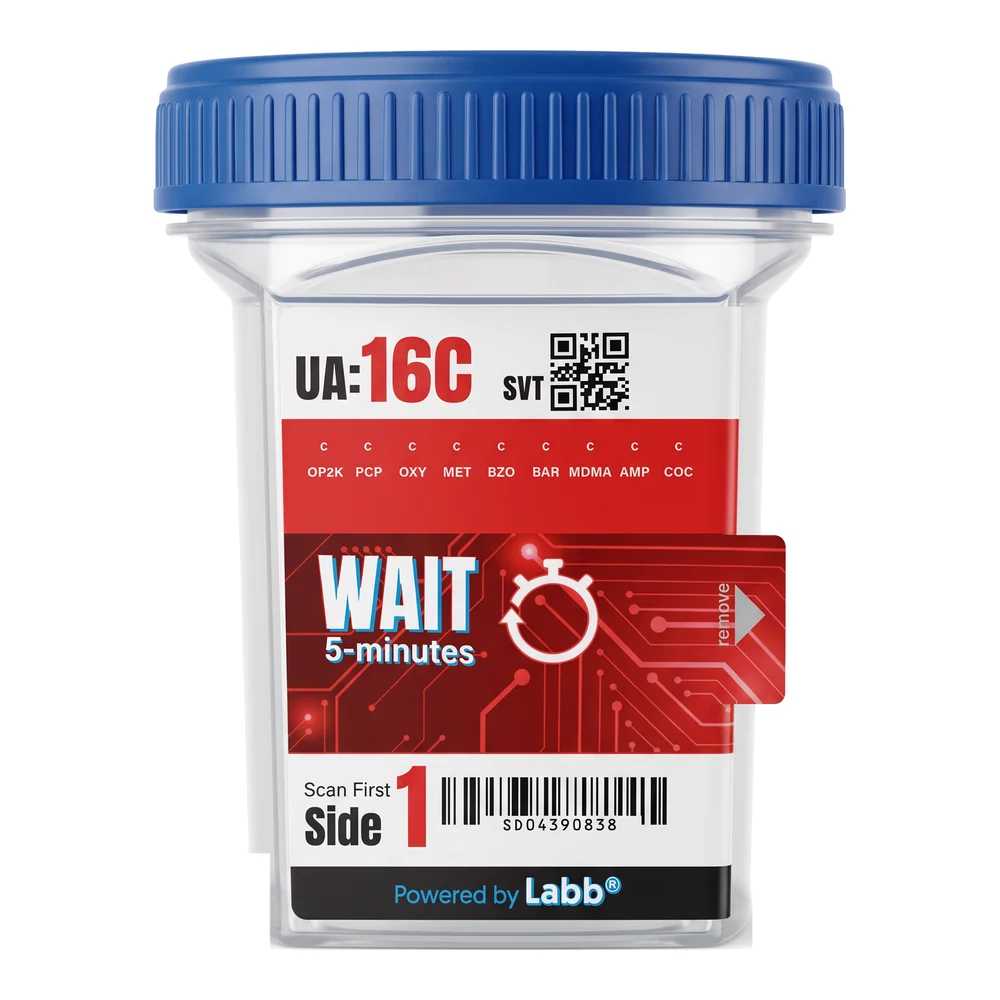 UA:16C
SVT
C C C C C C C C C
OP2K PCP OXY MET BZO BAR MDMA AMP COC
WAIT
5-minutes
remove
Scan First
Side 1
SD04390838
Powered by Labb®